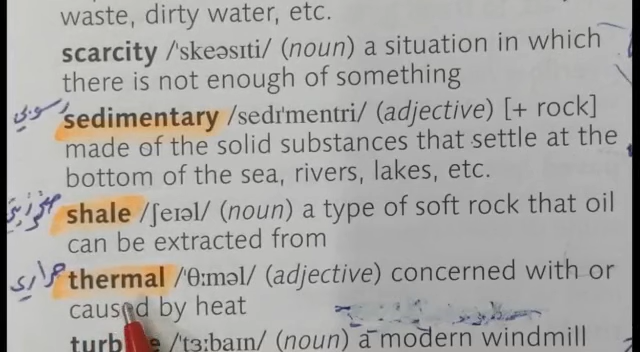 waste, dirty water, etc.
scarcity /ˈskeəsɪti/ (noun) a situation in which
there is not enough of something
رسوبي sedimentary /sedɪˈmentri/ (adjective) [+ rock]
made of the solid substances that settle at the
bottom of the sea, rivers, lakes, etc.
shale /ʃeɪəl/ (noun) a type of soft rock that oil
can be extracted from
حراري thermal /ˈθɜːməl/ (adjective) concerned with or
caused by heat
/ˈtɜːbaɪn/ (noun) a modern windmill